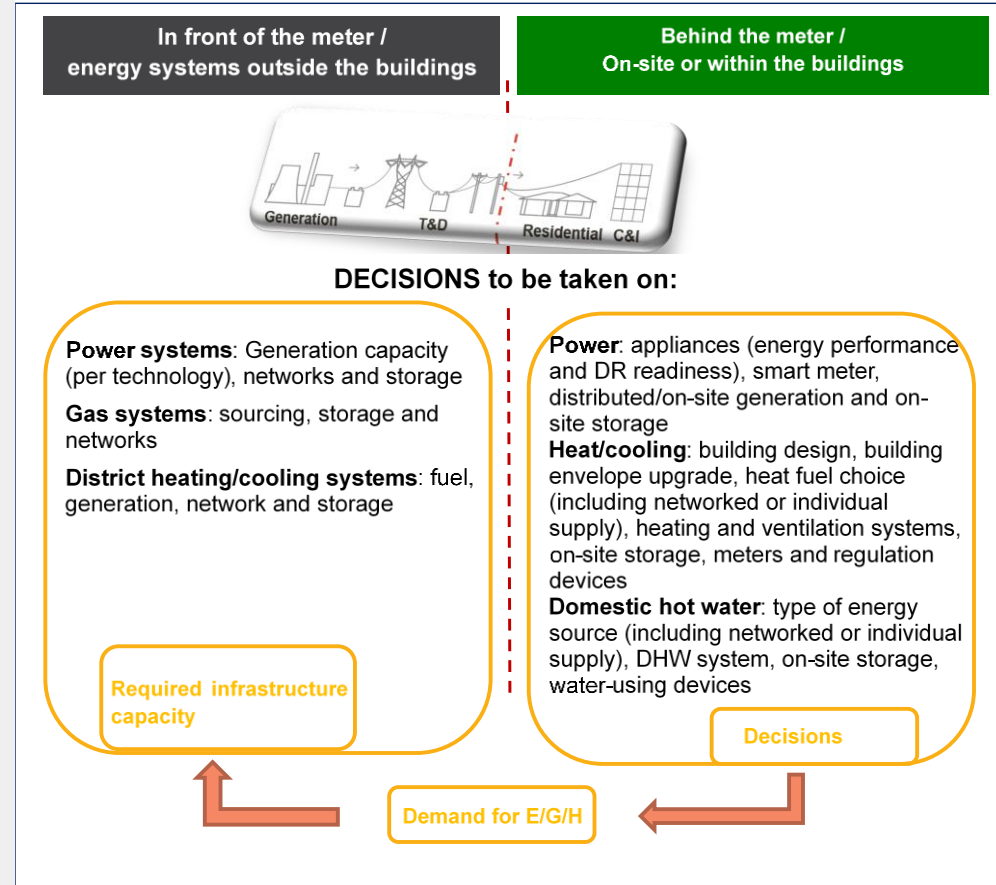 In front of the meter /
energy systems outside the buildings
Behind the meter /
On-site or within the buildings
Generation
T&D
Residential
C&I
DECISIONS to be taken on:
Power systems: Generation capacity
(per technology), networks and storage
Gas systems: sourcing, storage and
networks
District heating/cooling systems: fuel,
generation, network and storage
Required infrastructure
capacity
Power: appliances (energy performance
and DR readiness), smart meter,
distributed/on-site generation and on-
site storage
Heat/cooling: building design, building
envelope upgrade, heat fuel choice
(including networked or individual
supply), heating and ventilation systems,
on-site storage, meters and regulation
devices
Domestic hot water: type of energy
source (including networked or individual
supply), DHW system, on-site storage,
water-using devices
Decisions
Demand for E/G/H